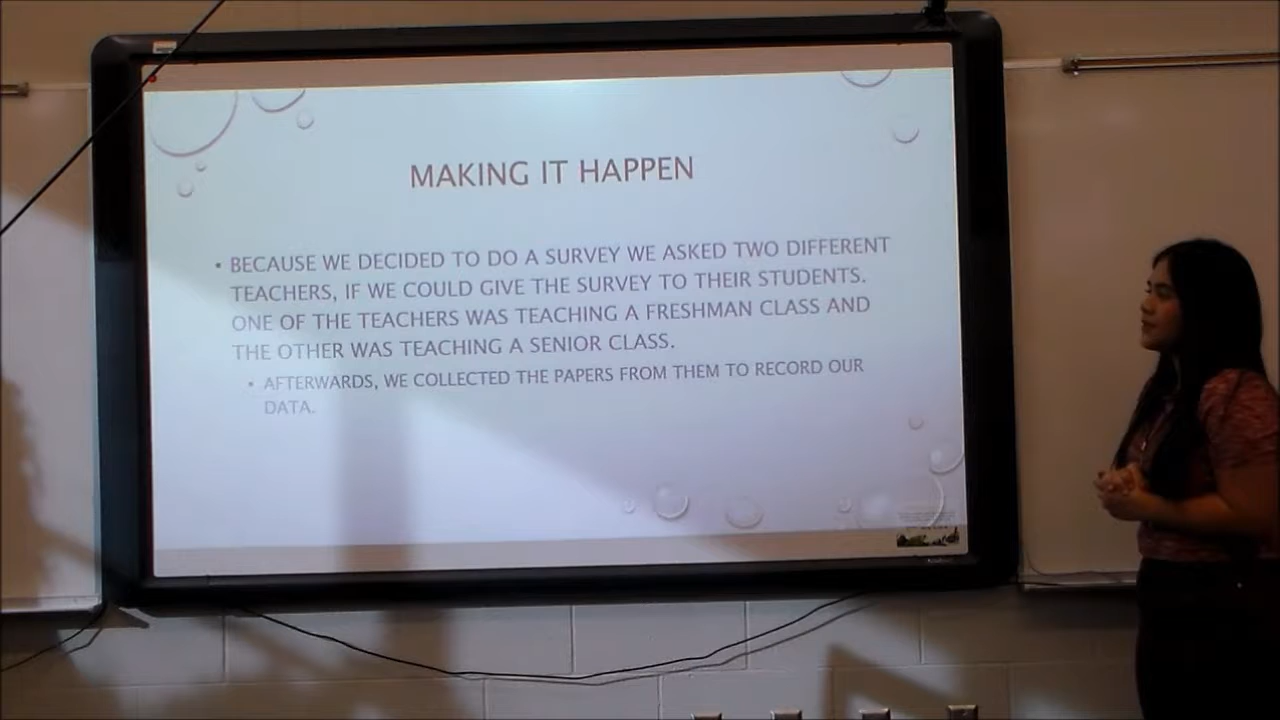 MAKING IT HAPPEN
• BECAUSE WE DECIDED TO DO A SURVEY WE ASKED TWO DIFFERENT
TEACHERS, IF WE COULD GIVE THE SURVEY TO THEIR STUDENTS.
ONE OF THE TEACHERS WAS TEACHING A FRESHMAN CLASS AND
THE OTHER WAS TEACHING A SENIOR CLASS.
• AFTERWARDS, WE COLLECTED THE PAPERS FROM THEM TO RECORD OUR
DATA.